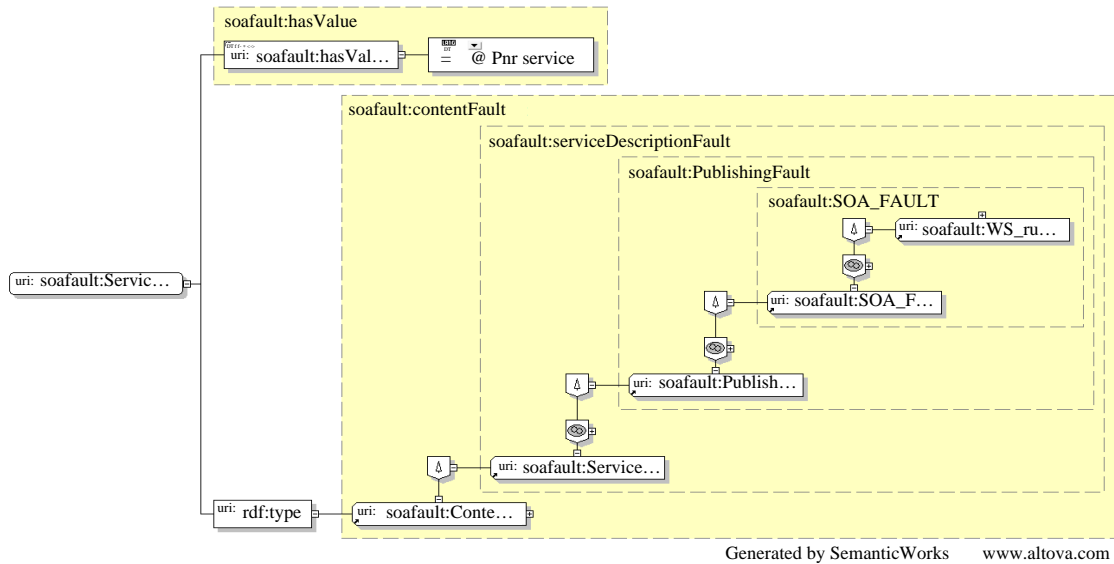 soafault:hasValue
uri: soafault:hasVal...
@ Pnr service
soafault:contentFault
soafault:serviceDescriptionFault
soafault:PublishingFault
soafault:SOA_FAULT
uri: soafault:WS_ru...
uri: soafault:Servic...
uri: soafault:SOA_F...
uri: soafault:Publish...
uri: soafault:Service...
uri: rdf:type
uri: soafault:Conte...
Generated by SemanticWorks www.altova.com